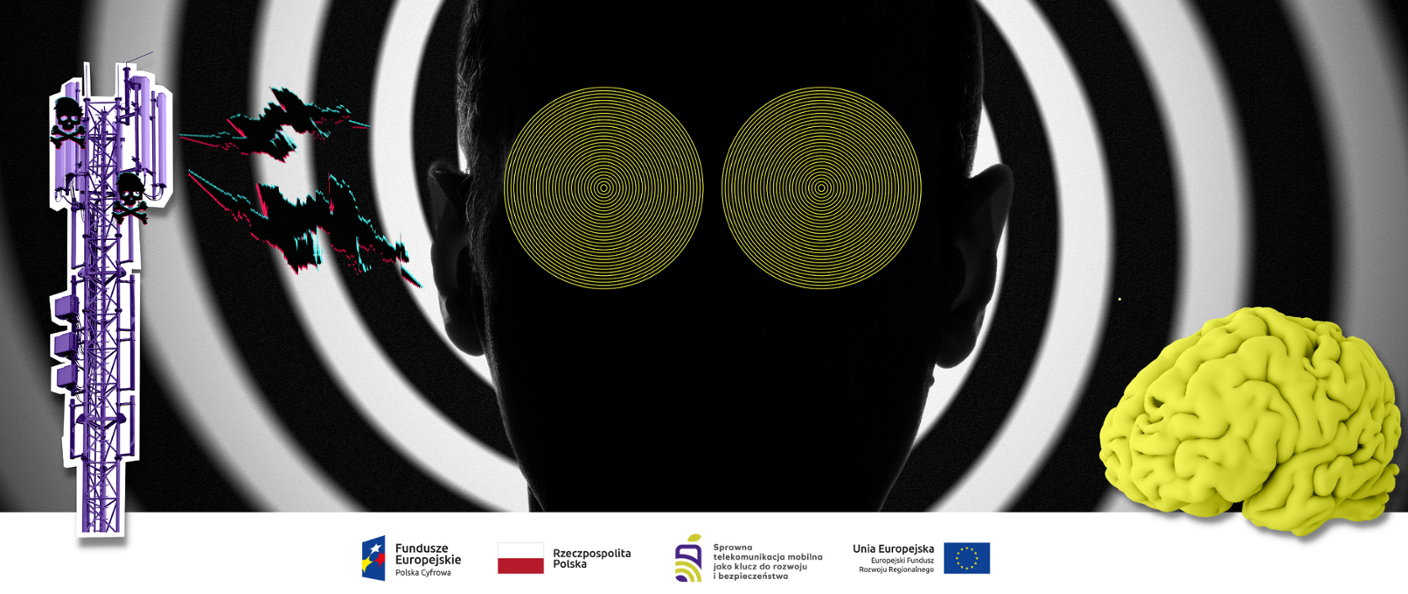 Fundusze
Europejskie
Polska Cyfrowa
Rzeczpospolita
Polska
Sprawna
telekomunikacja mobilna
jako klucz do rozwoju
i bezpieczeństwa
Unia Europejska
Europejski Fundusz
Rozwoju Regionalnego